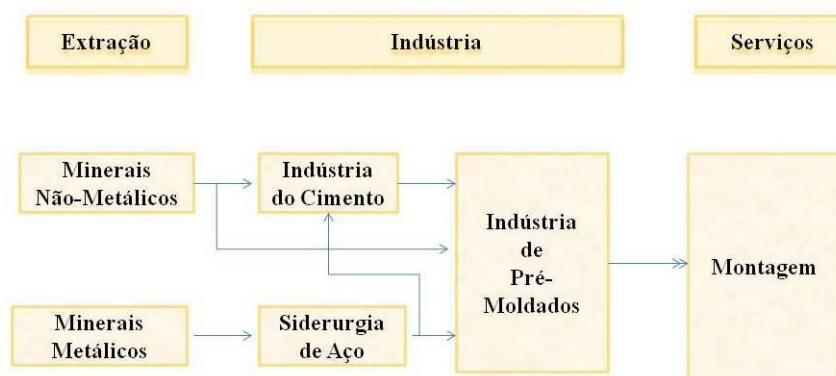 Extração
Indústria
Serviços
Minerais
Não-Metálicos
Indústria
do Cimento
Indústria
de
Pré-
Moldados
Montagem
Minerais
Metálicos
Siderurgia
de Aço